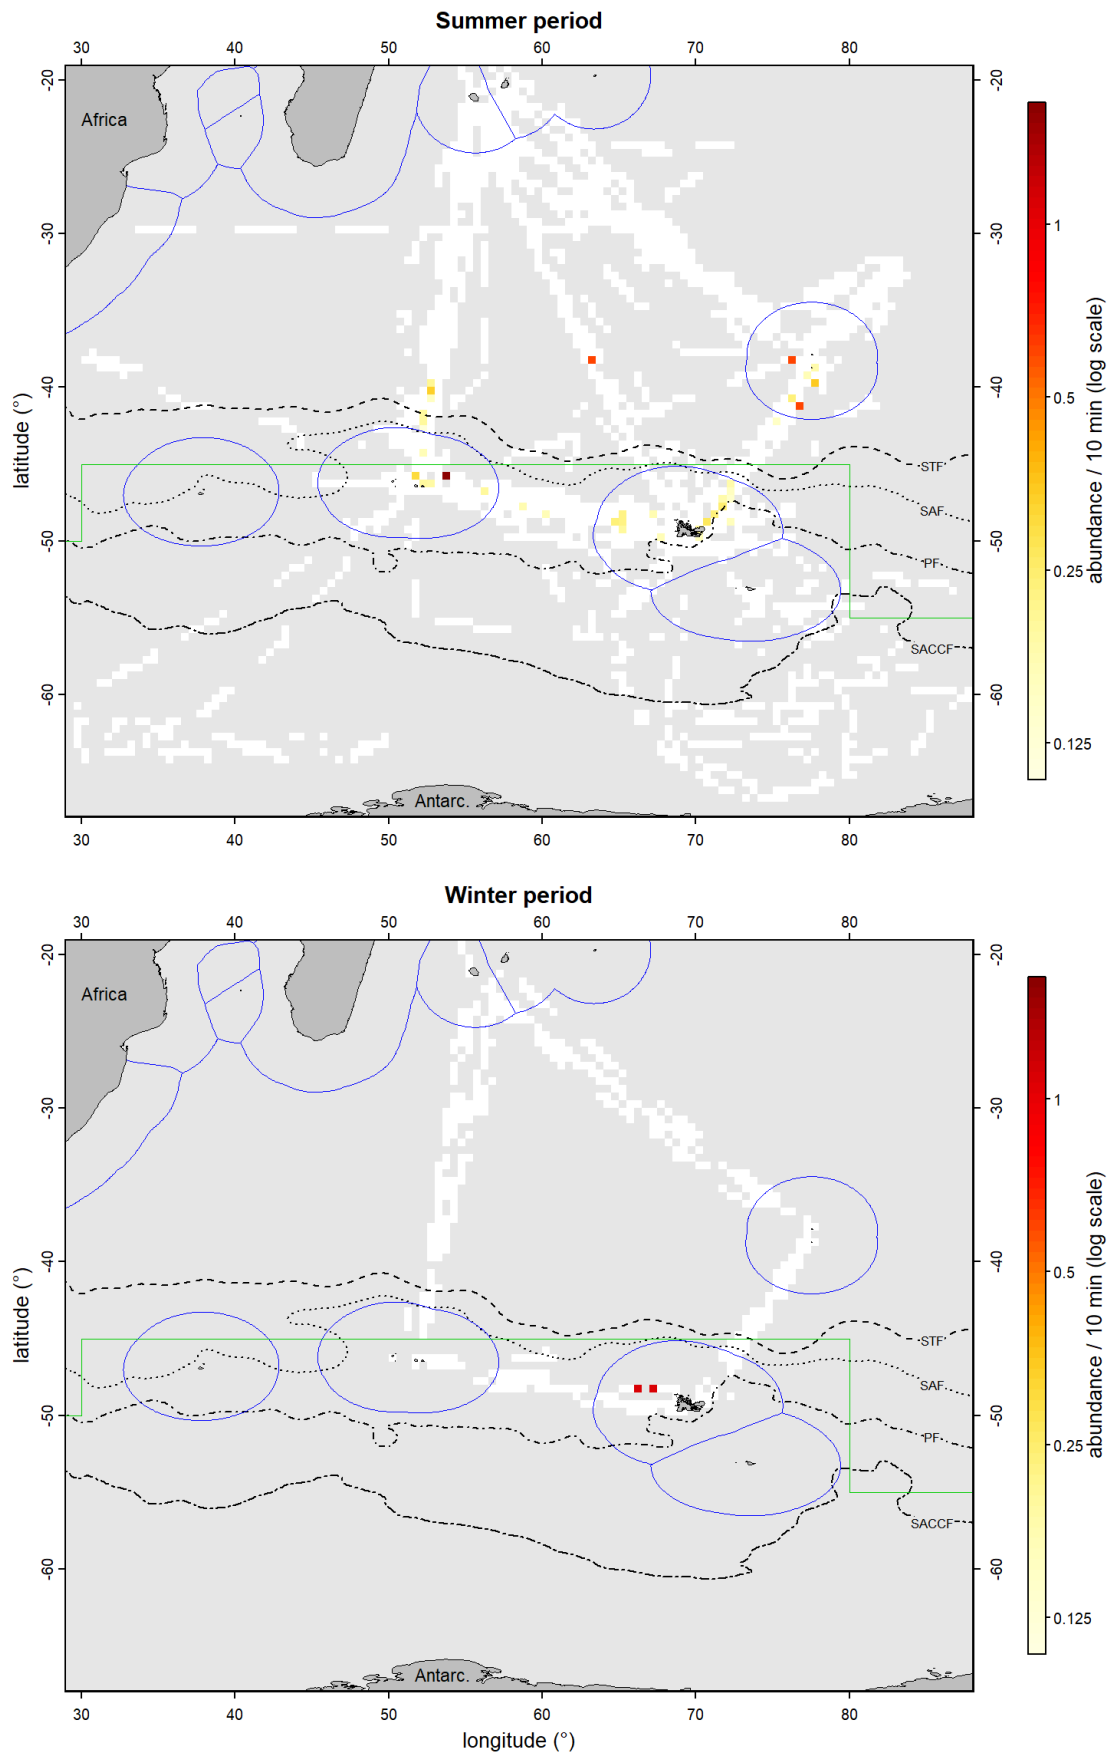 Summer period
30 40 50 60 70 80
-20 -20
Africa
1
-30 -30
-40 -40
0.5
STF
SAF
-50 -50
PF
0.25
SACCF
-60 -60
0.125
Antarc.
30 40 50 60 70 80
latitude (°)
abundance / 10 min (log scale)
Winter period
30 40 50 60 70 80
-20 -20
Africa
1
-30 -30
-40 -40
0.5
STF
SAF
-50 -50
PF
0.25
SACCF
-60 -60
0.125
Antarc.
30 40 50 60 70 80
latitude (°)
abundance / 10 min (log scale)
longitude (°)